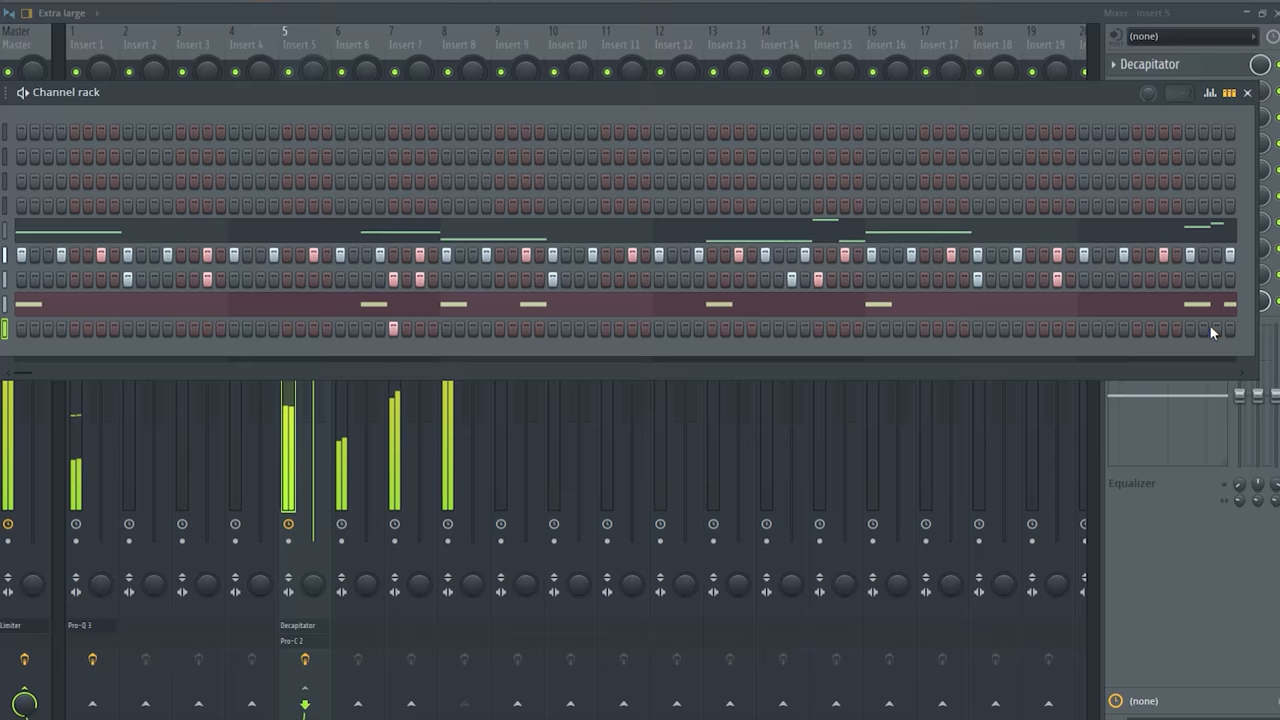 Extra large
Mixer - Insert 5
Master 1 2 3 4 5 6 7 8 9 10 11 12 13 14 15 16 17 18 19
Master Insert 1 Insert 2 Insert 3 Insert 4 Insert 5 Insert 6 Insert 7 Insert 8 Insert 9 Insert 10 Insert 11 Insert 12 Insert 13 Insert 14 Insert 15 Insert 16 Insert 17 Insert 18 Insert 19
(none)
Decapitator
Channel rack
Equalizer
Limiter Pro-Q 3 Decapitator
Pro-C 2
(none)